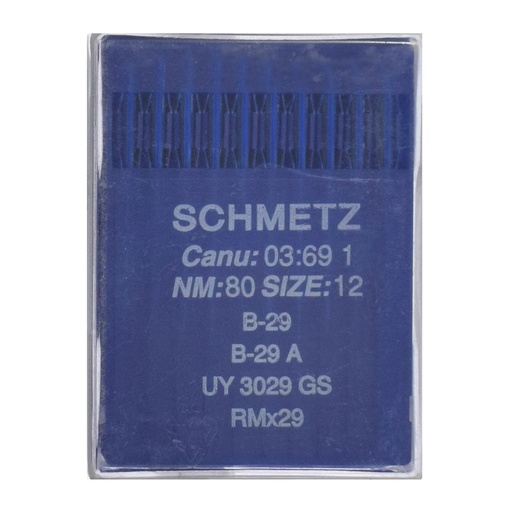 SCHMETZ
Canu: 03:69 1
NM:80 SIZE:12
B-29
B-29 A
UY 3029 GS
RMx29